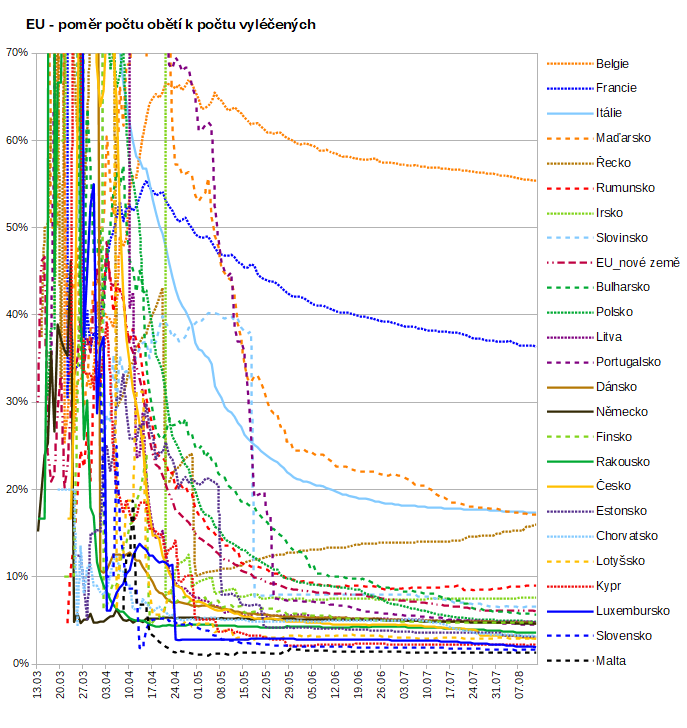 EU - poměr počtu obětí k počtu vyléčených
70%
60%
50%
40%
30%
20%
10%
0%
13.03
20.03
27.03
03.04
10.04
17.04
24.04
01.05
08.05
15.05
22.05
29.05
05.06
12.06
19.06
26.06
03.07
10.07
17.07
24.07
31.07
07.08
Belgie
Francie
Itálie
Maďarsko
Řecko
Rumunsko
Irsko
Slovinsko
EU_nové země
Bulharsko
Polsko
Litva
Portugalsko
Dánsko
Německo
Finsko
Rakousko
Česko
Estonsko
Chorvatsko
Lotyšsko
Kypr
Luxembursko
Slovensko
Malta